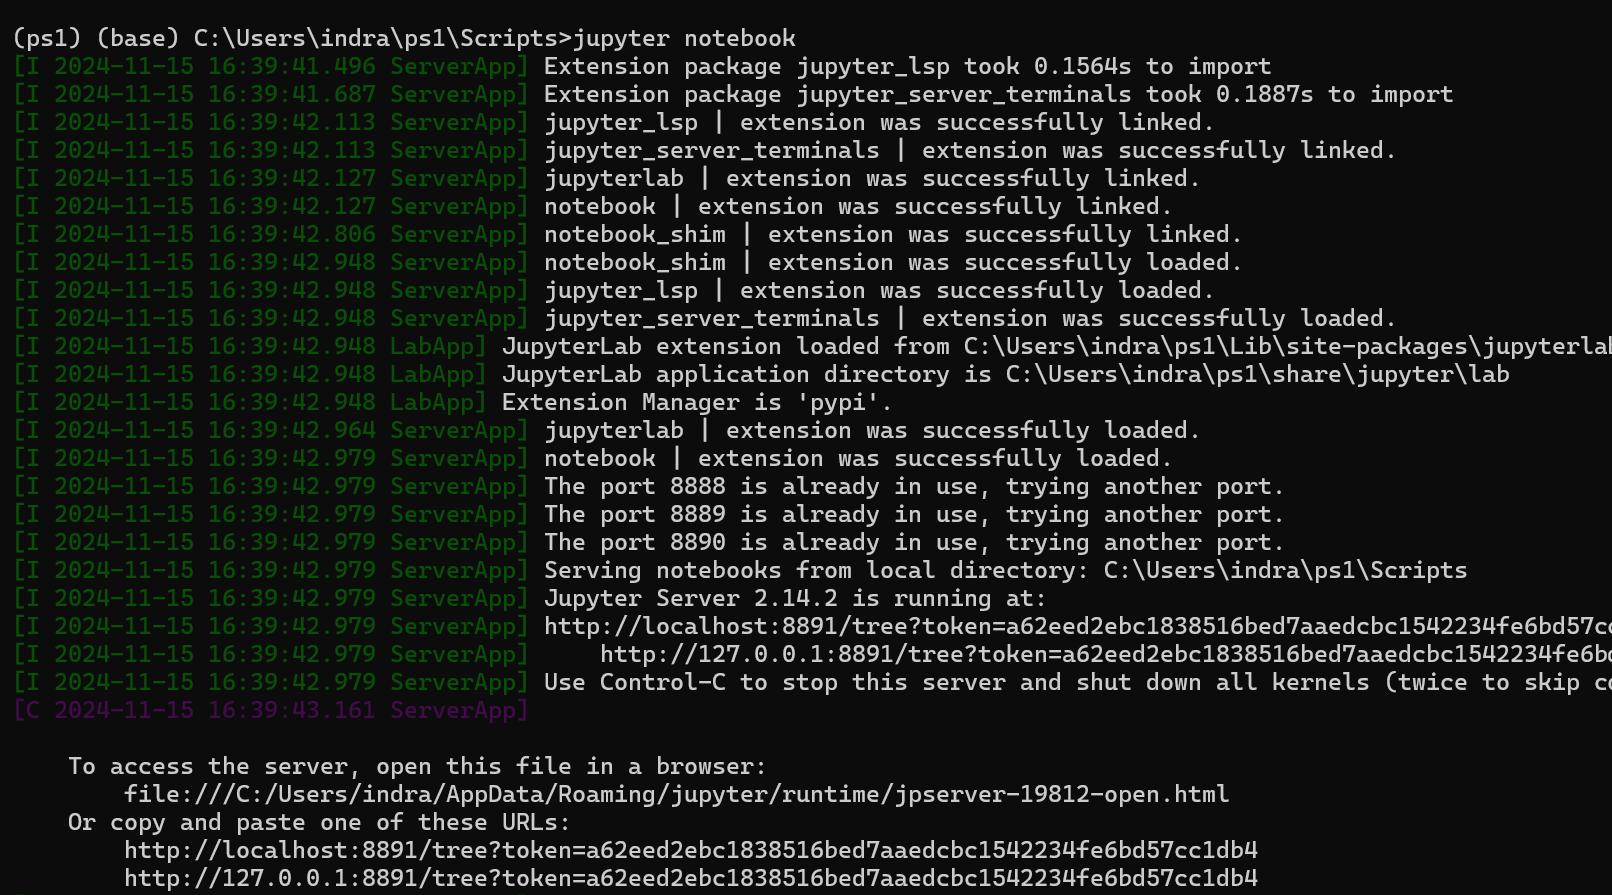 (ps1) (base) C:\Users\indra\ps1\Scripts>jupyter notebook
[I 2024-11-15 16:39:41.496 ServerApp] Extension package jupyter_lsp took 0.1564s to import
[I 2024-11-15 16:39:41.687 ServerApp] Extension package jupyter_server_terminals took 0.1887s to import
[I 2024-11-15 16:39:42.113 ServerApp] jupyter_lsp | extension was successfully linked.
[I 2024-11-15 16:39:42.113 ServerApp] jupyter_server_terminals | extension was successfully linked.
[I 2024-11-15 16:39:42.127 ServerApp] jupyterlab | extension was successfully linked.
[I 2024-11-15 16:39:42.127 ServerApp] notebook | extension was successfully linked.
[I 2024-11-15 16:39:42.806 ServerApp] notebook_shim | extension was successfully linked.
[I 2024-11-15 16:39:42.948 ServerApp] notebook_shim | extension was successfully loaded.
[I 2024-11-15 16:39:42.948 ServerApp] jupyter_lsp | extension was successfully loaded.
[I 2024-11-15 16:39:42.948 ServerApp] jupyter_server_terminals | extension was successfully loaded.
[I 2024-11-15 16:39:42.948 LabApp] JupyterLab extension loaded from C:\Users\indra\ps1\Lib\site-packages\jupyterlab
[I 2024-11-15 16:39:42.948 LabApp] JupyterLab application directory is C:\Users\indra\ps1\share\jupyter\lab
[I 2024-11-15 16:39:42.948 LabApp] Extension Manager is 'pypi'.
[I 2024-11-15 16:39:42.964 ServerApp] jupyterlab | extension was successfully loaded.
[I 2024-11-15 16:39:42.979 ServerApp] notebook | extension was successfully loaded.
[I 2024-11-15 16:39:42.979 ServerApp] The port 8888 is already in use, trying another port.
[I 2024-11-15 16:39:42.979 ServerApp] The port 8889 is already in use, trying another port.
[I 2024-11-15 16:39:42.979 ServerApp] The port 8890 is already in use, trying another port.
[I 2024-11-15 16:39:42.979 ServerApp] Serving notebooks from local directory: C:\Users\indra\ps1\Scripts
[I 2024-11-15 16:39:42.979 ServerApp] Jupyter Server 2.14.2 is running at:
[I 2024-11-15 16:39:42.979 ServerApp] http://localhost:8891/tree?token=a62eed2ebc1838516bed7aaedcbc1542234fe6bd57cc
[I 2024-11-15 16:39:42.979 ServerApp]     http://127.0.0.1:8891/tree?token=a62eed2ebc1838516bed7aaedcbc1542234fe6bd
[I 2024-11-15 16:39:42.979 ServerApp] Use Control-C to stop this server and shut down all kernels (twice to skip co
[C 2024-11-15 16:39:43.161 ServerApp]
To access the server, open this file in a browser:
file:///C:/Users/indra/AppData/Roaming/jupyter/runtime/jpserver-19812-open.html
Or copy and paste one of these URLs:
http://localhost:8891/tree?token=a62eed2ebc1838516bed7aaedcbc1542234fe6bd57cc1db4
http://127.0.0.1:8891/tree?token=a62eed2ebc1838516bed7aaedcbc1542234fe6bd57cc1db4